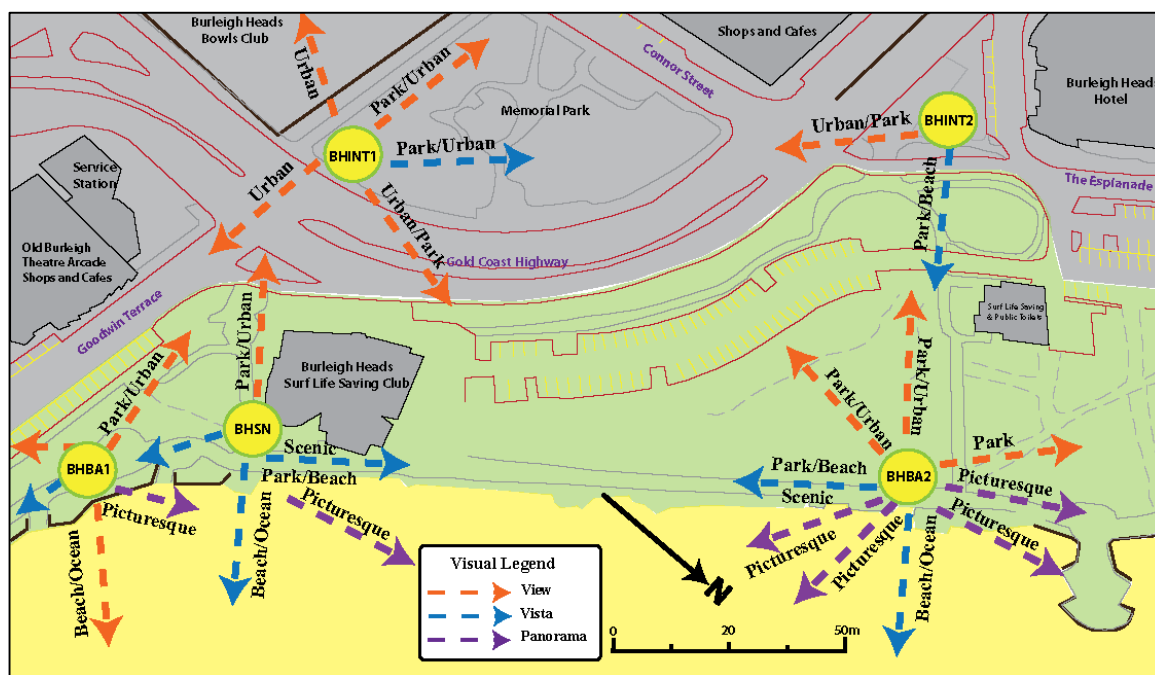 Burleigh Heads
Bowls Club
Urban
Park/Urban
Connor Street
Shops and Cafes
Burleigh Heads
Hotel
Memorial Park
BHINT1
Park/Urban
Urban/Park
BHINT2
Service
Station
Urban
Urban/Park
Park/Beach
The Esplanade
Old Burleigh
Theatre Arcade
Shops and Cafes
Gold Coast Highway
Goodwin Terrace
Park/Urban
Surf Life Saving
& Public Toilets
Burleigh Heads
Surf Life Saving Club
Park/Urban
Park/Urban
Park/Urban
BHSN
Scenic
Park/Beach
Park
BHBA1
Park/Beach
Scenic
BHBA2
Picturesque
Picturesque
Picturesque
Picturesque
Picturesque
Picturesque
Beach/Ocean
Beach/Ocean
Beach/Ocean
Visual Legend
View
Vista
Panorama
N
0 20 50m